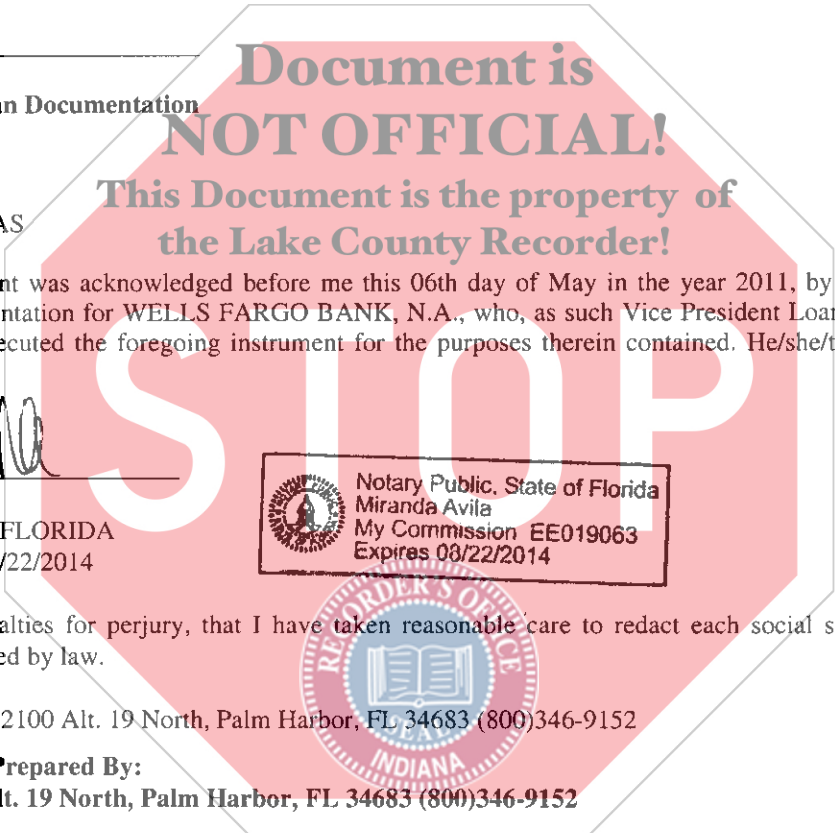 Document is
n Documentation
NOT OFFICIAL!
This Document is the property of
AS
the Lake County Recorder!
nt was acknowledged before me this 06th day of May in the year 2011, by
ntation for WELLS FARGO BANK, N.A., who, as such Vice President Loan
ecuted the foregoing instrument for the purposes therein contained. He/she/t
STOP
Notary Public, State of Florida
Miranda Avila
My Commission EE019063
Expires 08/22/2014
FLORIDA
/22/2014
RECORDER'S OFFICE
alties for perjury, that I have taken reasonable care to redact each social s
ed by law.
SEAL
2100 Alt. 19 North, Palm Harbor, FL 34683 (800)346-9152
INDIANA
Prepared By:
lt. 19 North, Palm Harbor, FL 34683 (800)346-9152